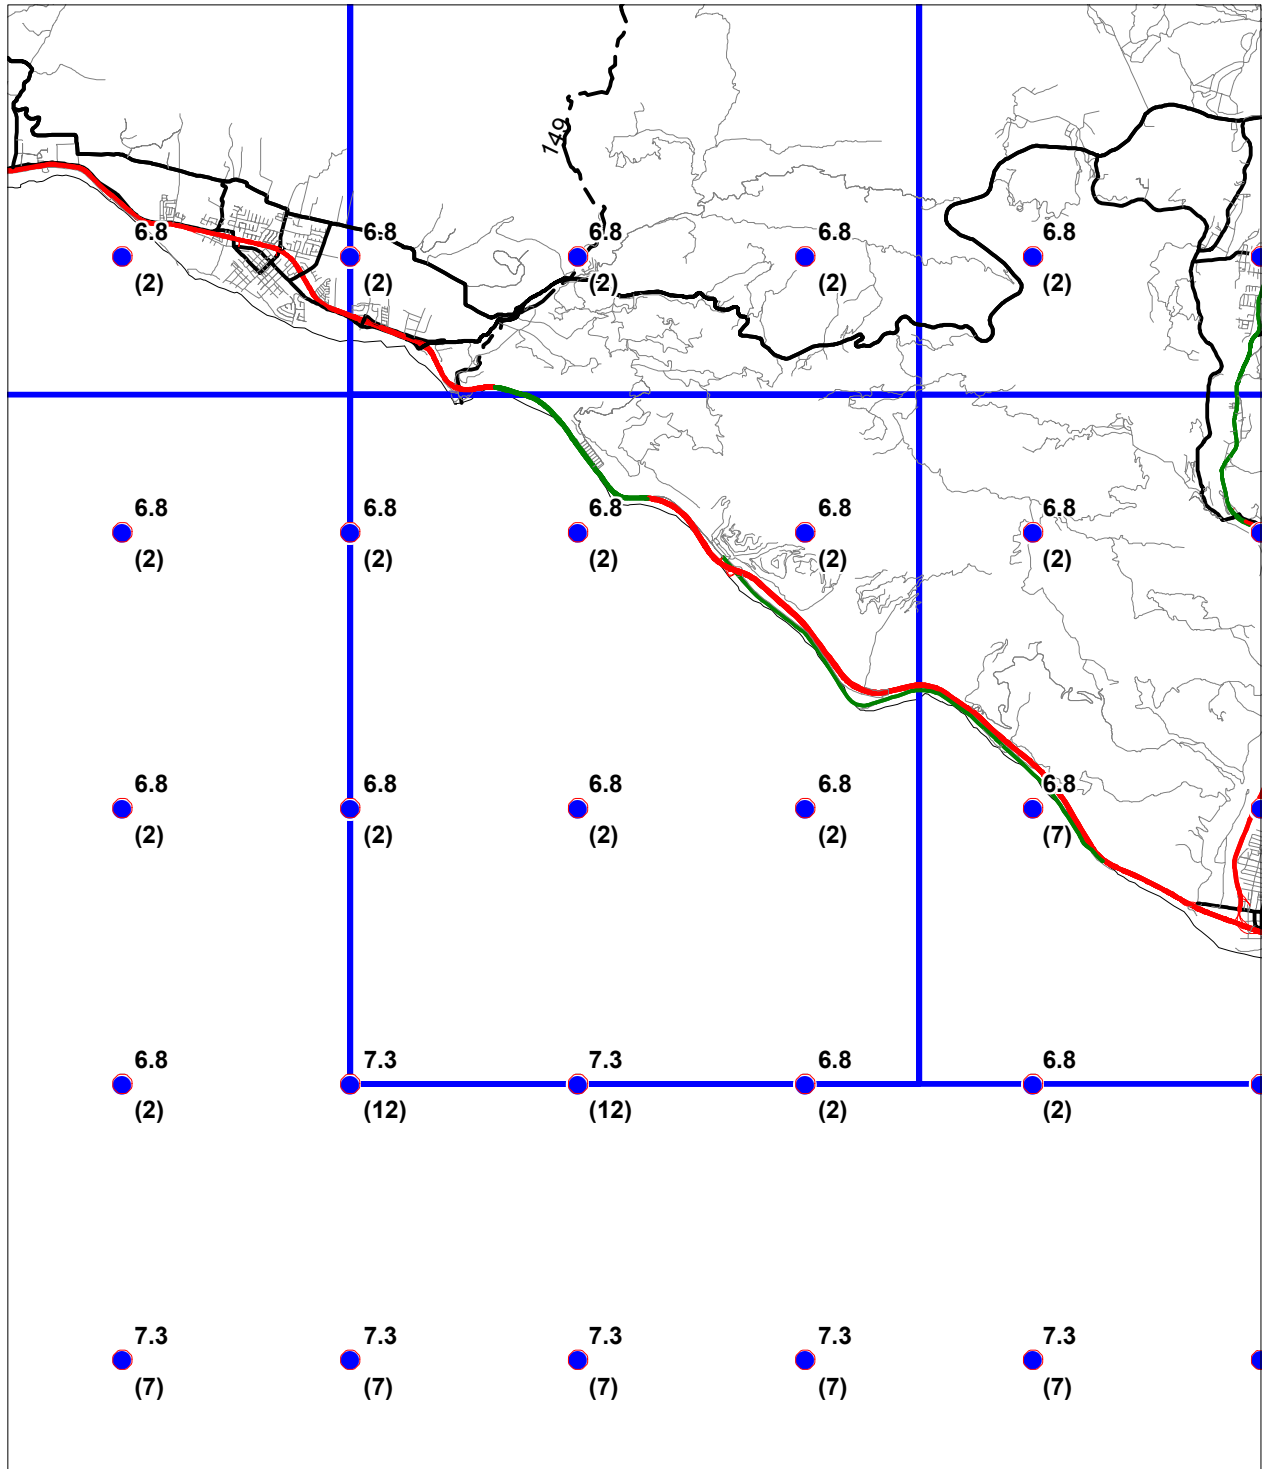 149
6.8 6.8 6.8 6.8 6.8
(2) (2) (2) (2) (2)
6.8 6.8 6.8 6.8 6.8
(2) (2) (2) (2) (2)
6.8 6.8 6.8 6.8 6.8
(2) (2) (2) (2) (7)
6.8 7.3 7.3 6.8 6.8
(2) (12) (12) (2) (2)
7.3 7.3 7.3 7.3 7.3
(7) (7) (7) (7) (7)